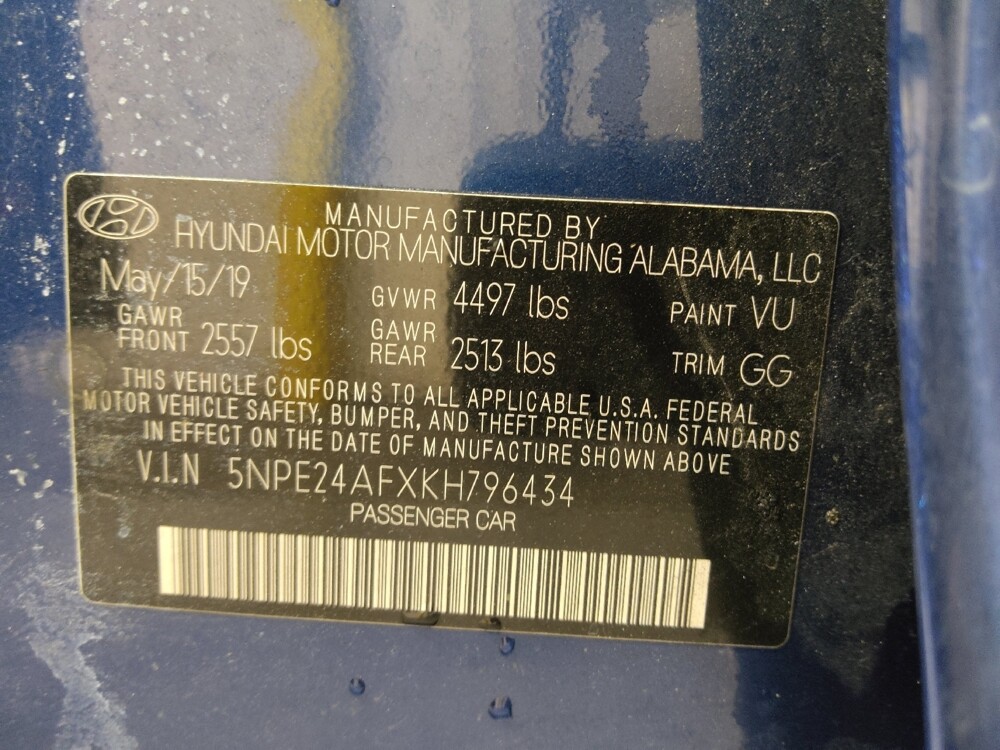 MANUFACTURED BY
HYUNDAI MOTOR MANUFACTURING ALABAMA, LLC
May/15/19 GVWR 4497 lbs PAINT VU
GAWR FRONT 2557 lbs GAWR REAR 2513 lbs TRIM GG
THIS VEHICLE CONFORMS TO ALL APPLICABLE U.S.A. FEDERAL
MOTOR VEHICLE SAFETY, BUMPER, AND THEFT PREVENTION STANDARDS
IN EFFECT ON THE DATE OF MANUFACTURE SHOWN ABOVE
V.I.N 5NPE24AFXKH796434
PASSENGER CAR